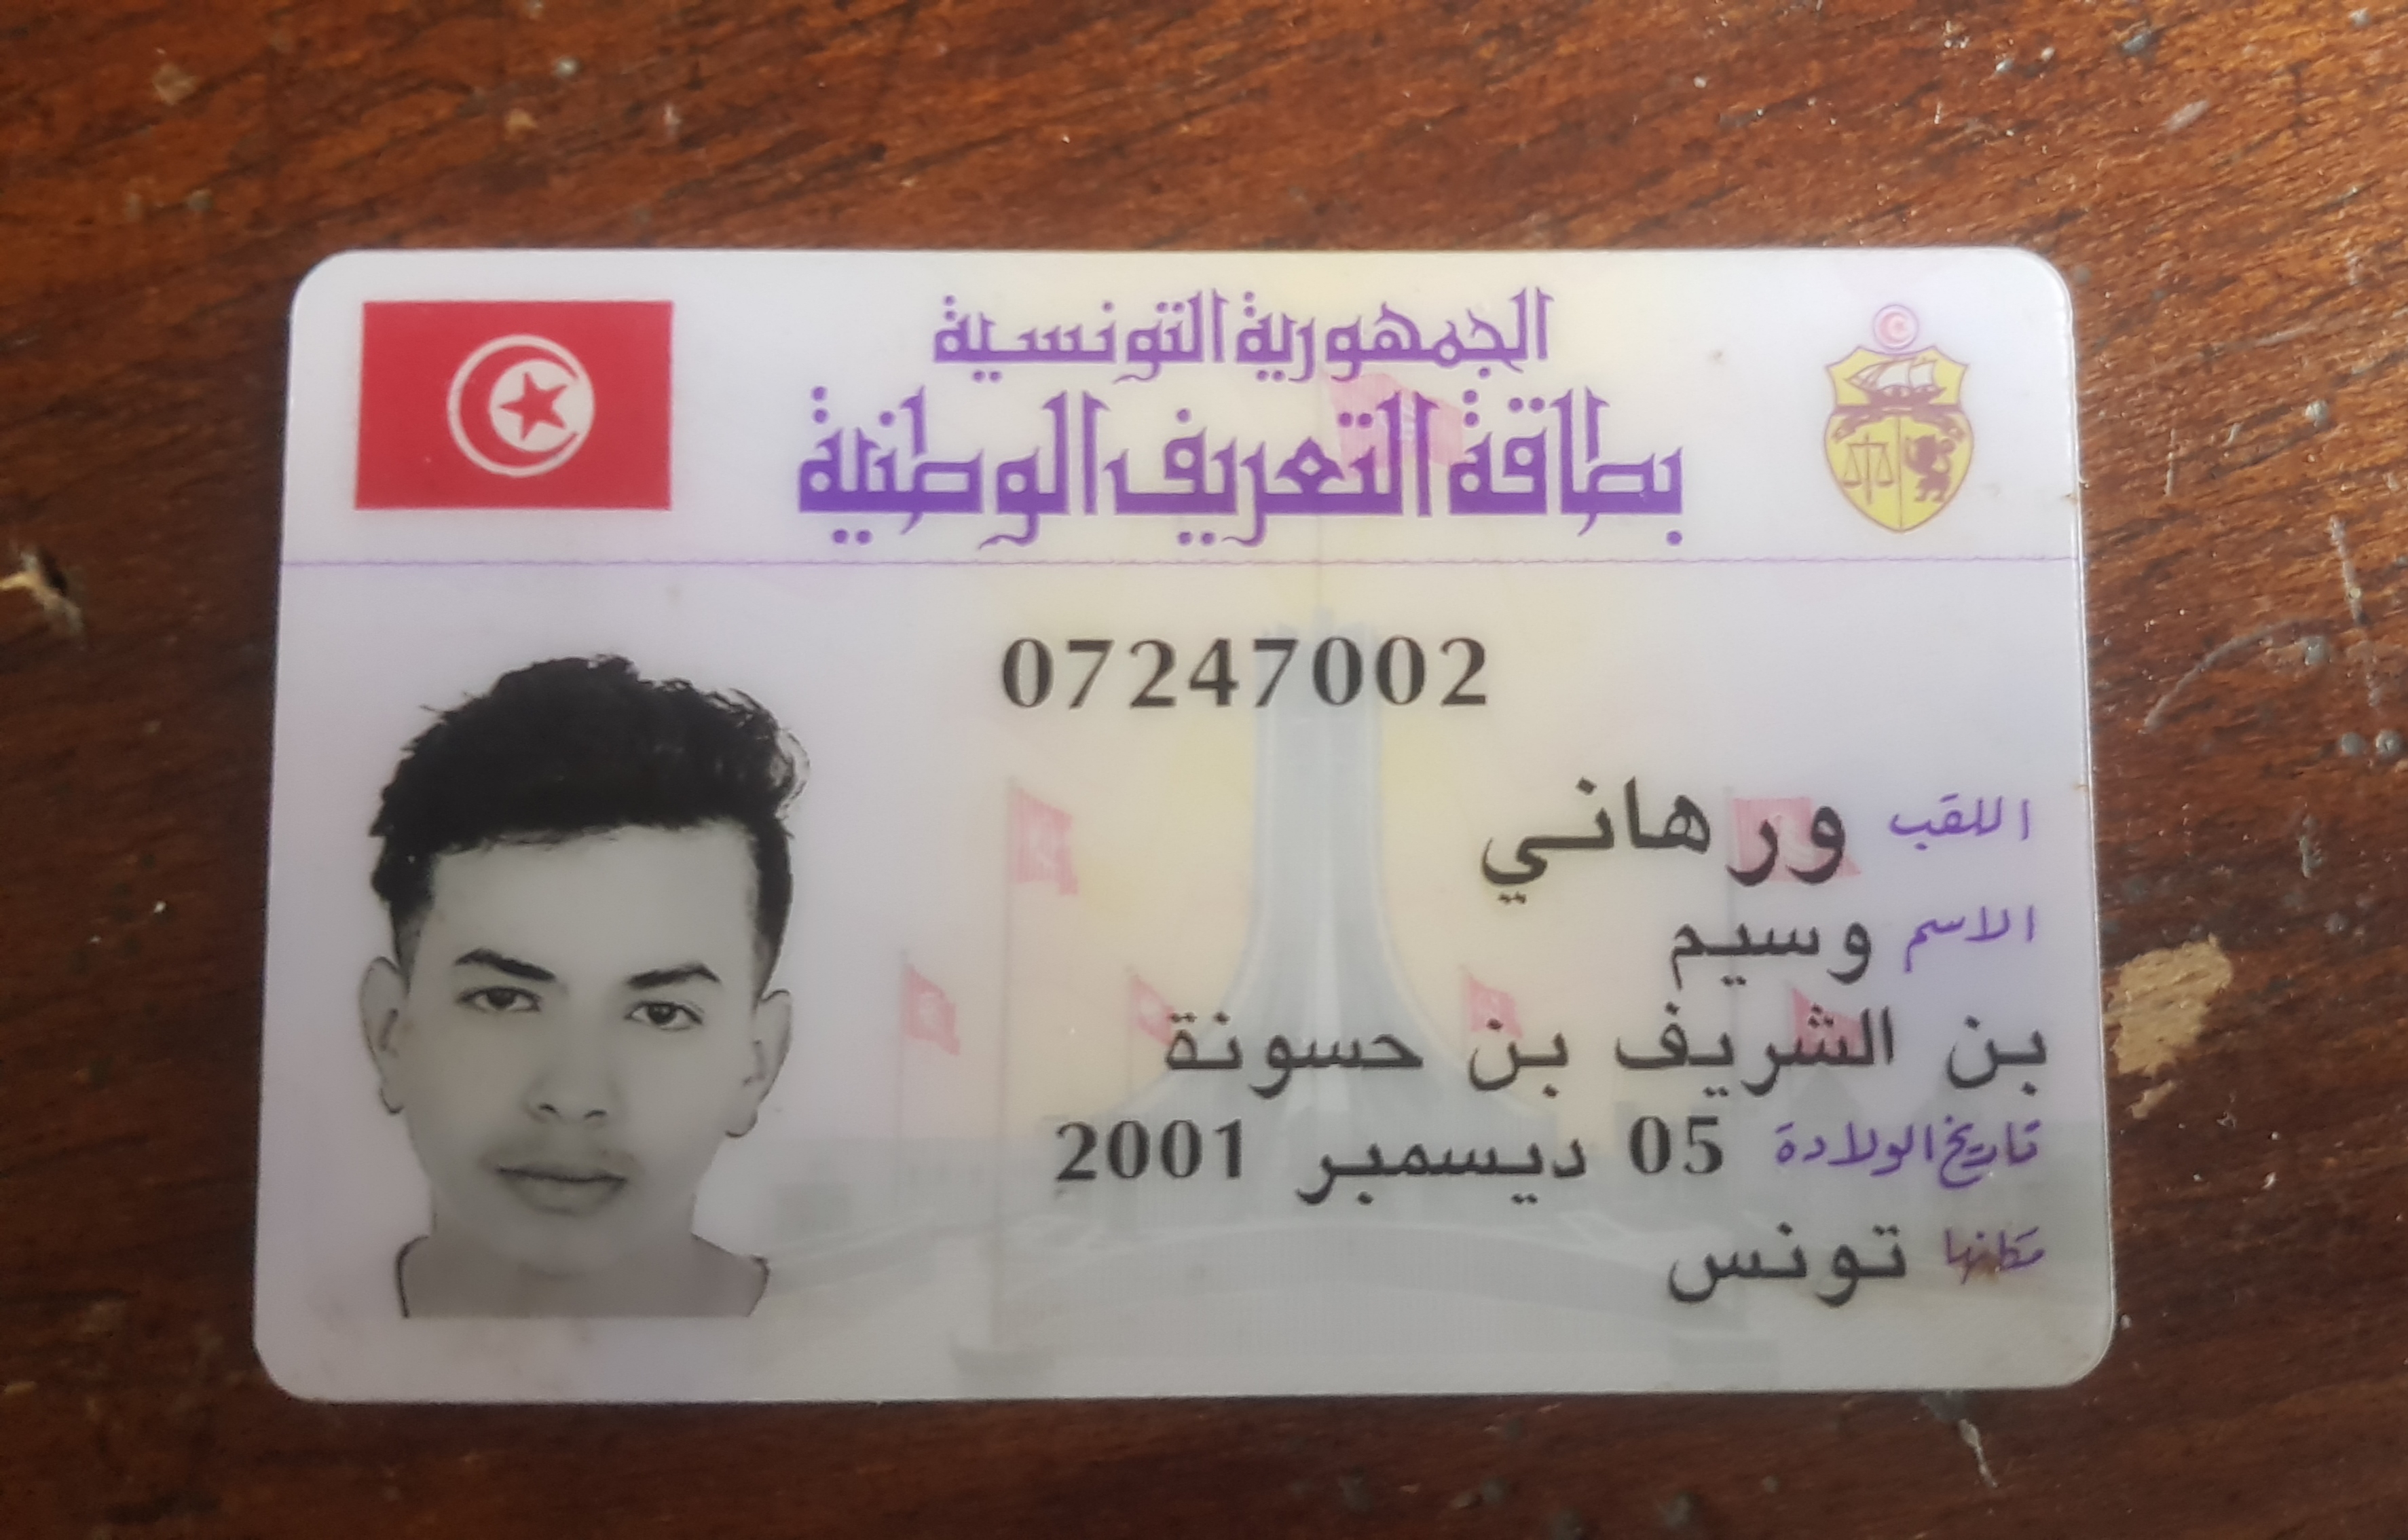 الجمهورية التونسية
بطاقة التعريف الوطنية
07247002
اللقب ورهاني
الاسم وسيم
بن الشريف بن حسونة
تاريخ الولادة 05 ديسمبر 2001
مكانها تونس